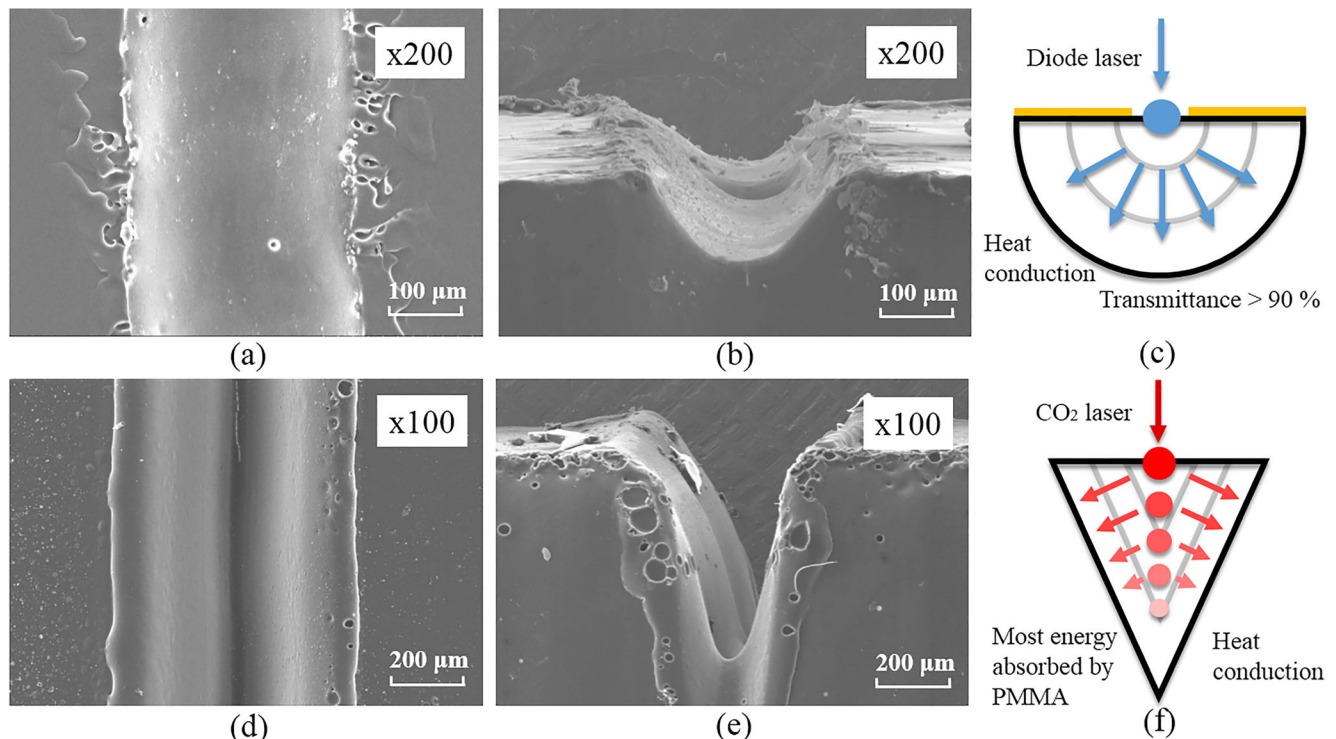 x200
100 μm
(a)
x200
100 μm
(b)
Diode laser
Heat
conduction
Transmittance > 90 %
(c)
x100
200 μm
(d)
x100
200 μm
(e)
CO₂ laser
Most energy
absorbed by
PMMA
Heat
conduction
(f)